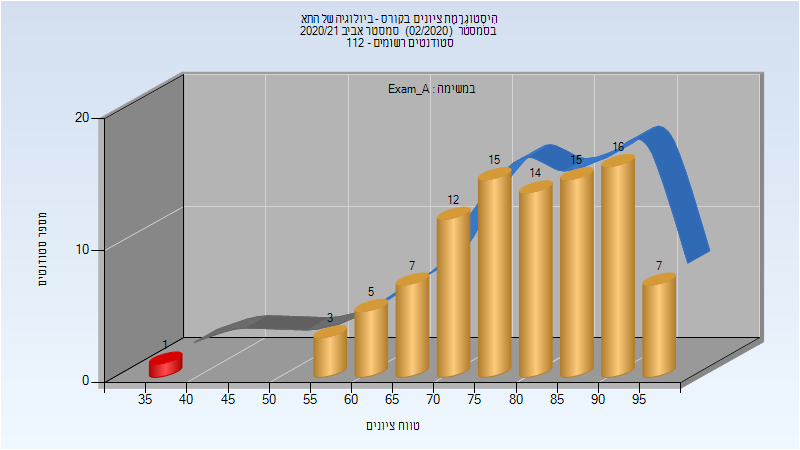 היסטוגרמת ציונים בקורס - ביולוגיה של התא
בסמסטר (02/2020) סמסטר אביב 2020/21
סטודנטים רשומים - 112
במשימה : Exam_A
20
10
0
מספר סטודנטים
1
3
5
7
12
15
14
15
16
7
35 40 45 50 55 60 65 70 75 80 85 90 95
טווח ציונים